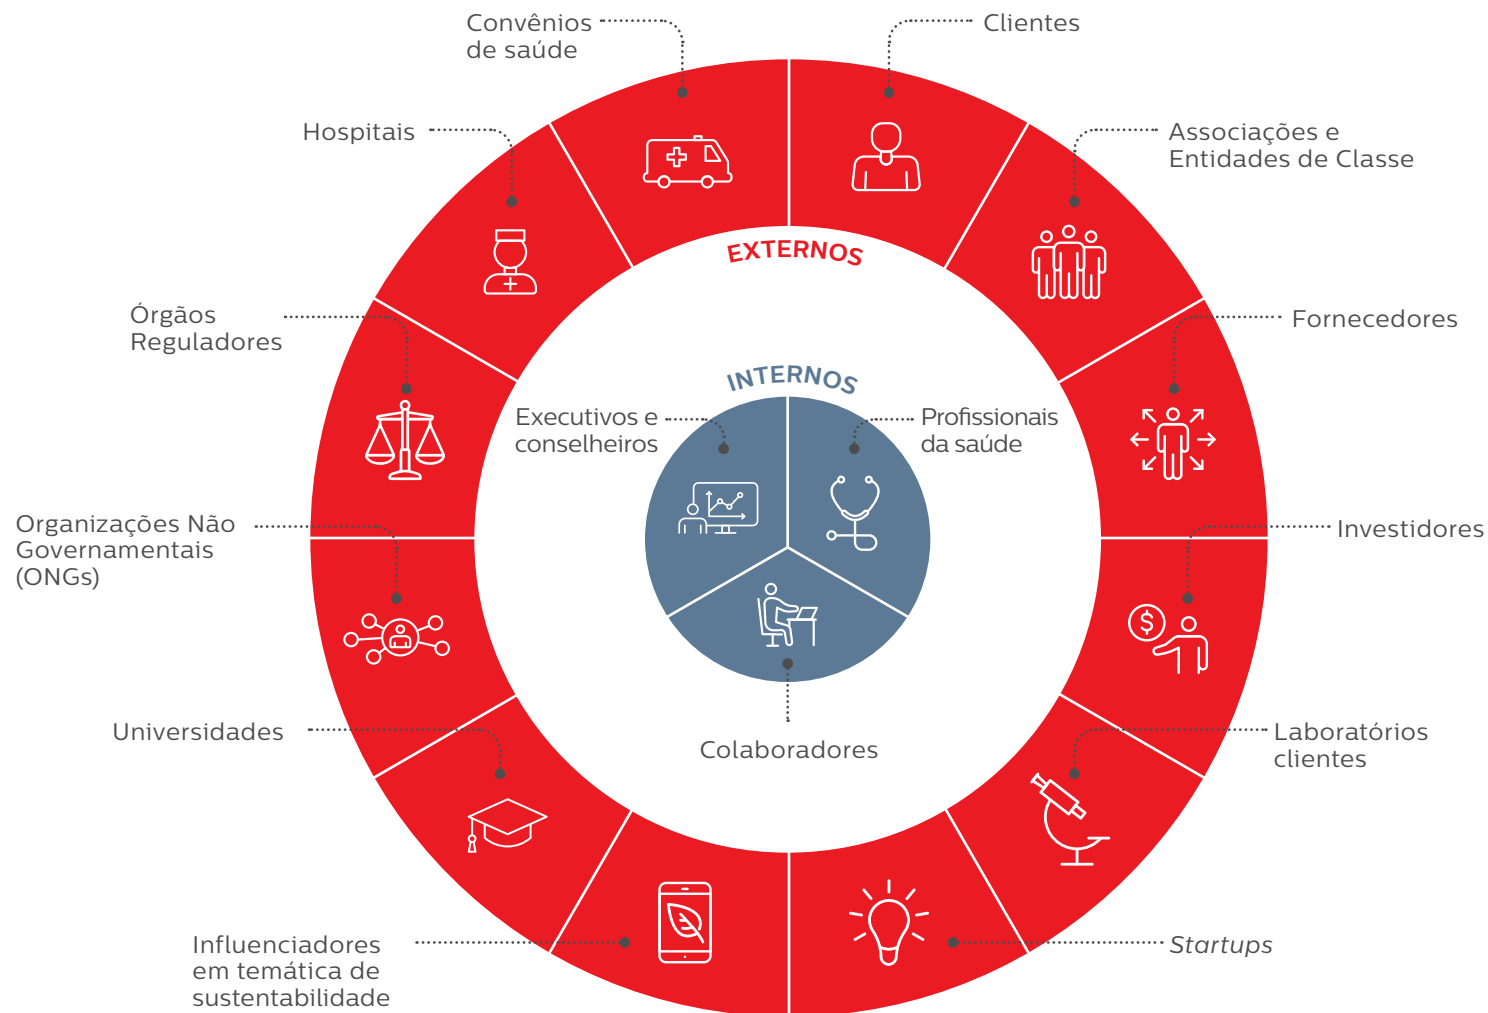 Convênios
de saúde
Clientes
Hospitais
Associações e
Entidades de Classe
EXTERNOS
Órgãos
Reguladores
Fornecedores
INTERNOS
Executivos e
conselheiros
Profissionais
da saúde
Organizações Não
Governamentais
(ONGs)
Investidores
$
Universidades
Colaboradores
Laboratórios
clientes
Influenciadores
em temática de
sustentabilidade
Startups